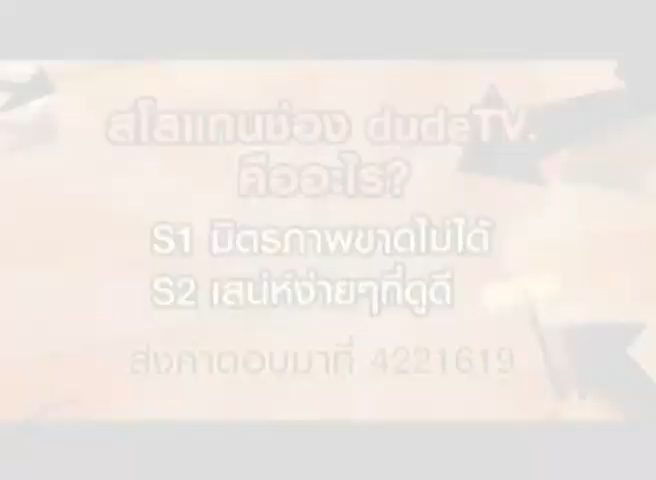 สโลแกนช่อง dudeTV.
คืออะไร?
S1 มิตรภาพขาดไม่ได้
S2 เสน่ห์ง่ายๆที่ดูดี
ส่งคำตอบมาที่ 4221619